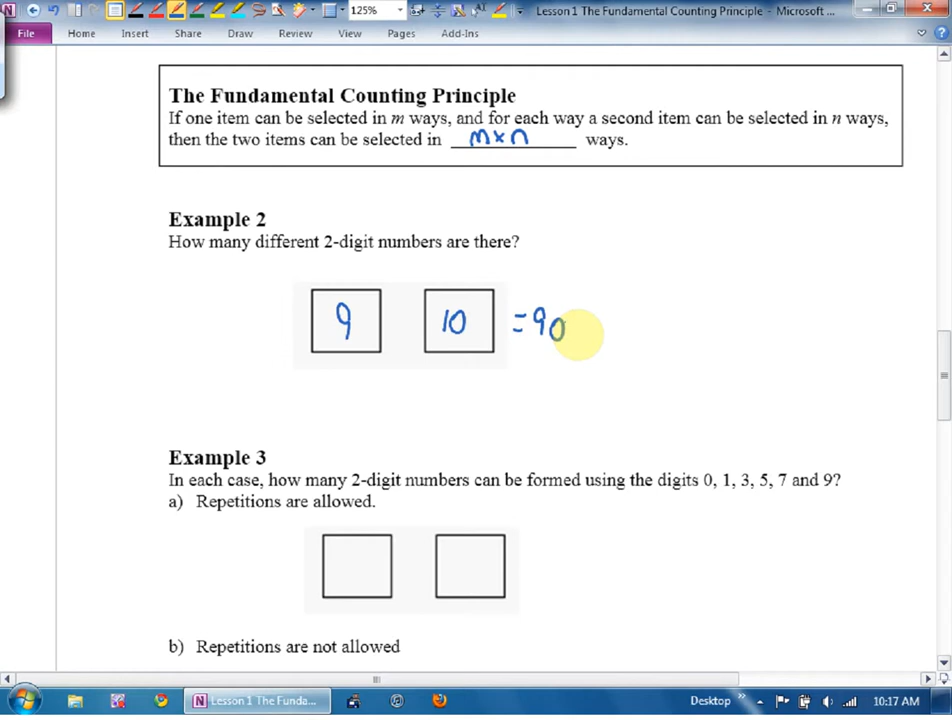 125%
Lesson 1 The Fundamental Counting Principle - Microsoft ...
File Home Insert Share Draw Review View Pages Add-Ins
The Fundamental Counting Principle
If one item can be selected in m ways, and for each way a second item can be selected in n ways,
then the two items can be selected in m×n ways.
Example 2
How many different 2-digit numbers are there?
9 10 =90
Example 3
In each case, how many 2-digit numbers can be formed using the digits 0, 1, 3, 5, 7 and 9?
a) Repetitions are allowed.
b) Repetitions are not allowed
Lesson 1 The Funda... Desktop 10:17 AM